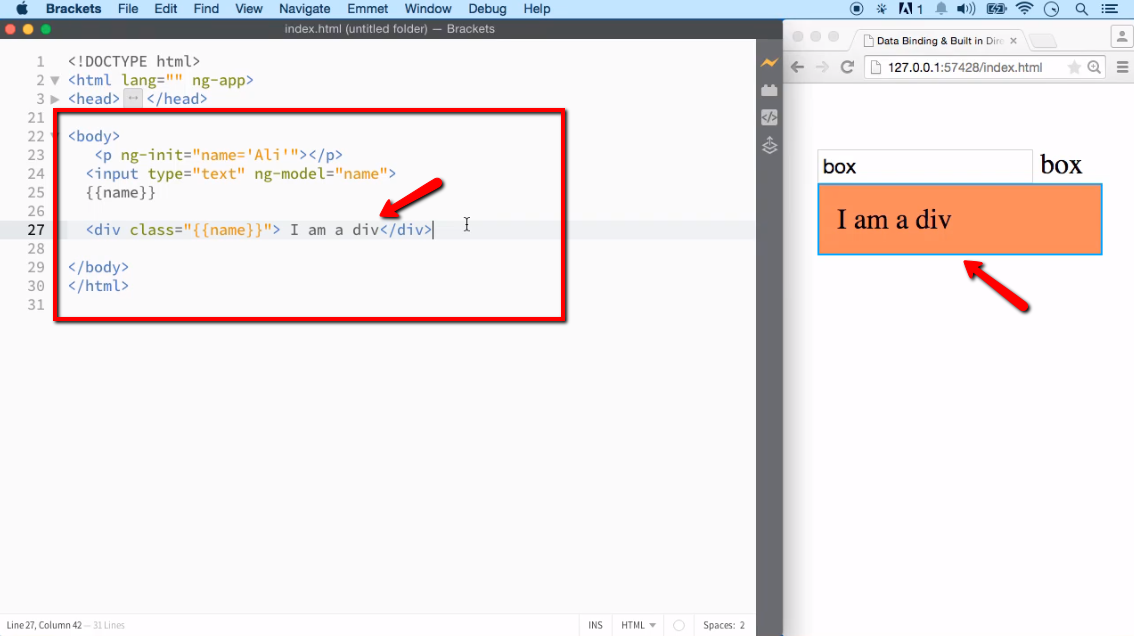 Brackets File Edit Find View Navigate Emmet Window Debug Help 1
index.html (untitled folder) — Brackets
1 <!DOCTYPE html>
2 <html lang="" ng-app>
3 <head> </head>
21
22 <body>
23 <p ng-init="name='Ali'"></p>
24 <input type="text" ng-model="name">
25 {{name}}
26
27 <div class="{{name}}"> I am a div</div>
28
29 </body>
30 </html>
31
Line 27, Column 42 — 31 Lines
INS HTML Spaces: 2
Data Binding & Built in Dire
127.0.0.1:57428/index.html
box box
I am a div